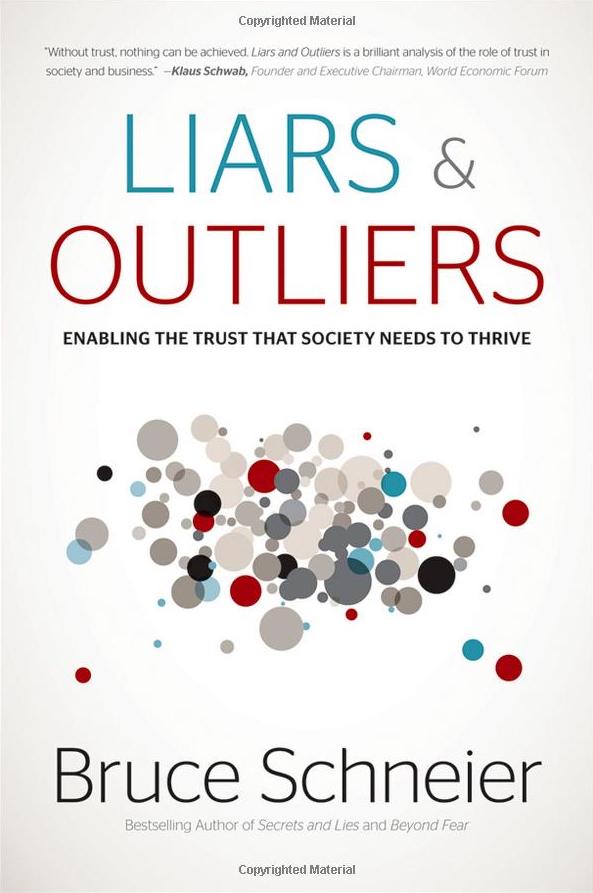 Copyrighted Material
"Without trust, nothing can be achieved. Liars and Outliers is a brilliant analysis of the role of trust in
society and business." —Klaus Schwab, Founder and Executive Chairman, World Economic Forum
LIARS &
OUTLIERS
ENABLING THE TRUST THAT SOCIETY NEEDS TO THRIVE
Bruce Schneier
Bestselling Author of Secrets and Lies and Beyond Fear
Copyrighted Material